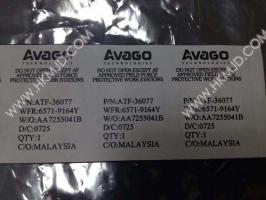 AVAGO AVAGO AVAGO
TECHNOLOGIES TECHNOLOGIES TECHNOLOGIES
DO NOT OPEN EXCEPT AT DO NOT OPEN EXCEPT AT DO NOT OPEN EXCEPT AT
APPROVED FIELD FORCE APPROVED FIELD FORCE APPROVED FIELD FORCE
PROTECTIVE WORK STATIONS PROTECTIVE WORK STATIONS PROTECTIVE WORK STATIONS
P/N:ATF-36077 P/N:ATF-36077 P/N:ATF-36077
WFR:6571-9164Y WFR:6571-9164Y WFR:6571-9164Y
W/O:AA7255041B W/O:AA7255041B W/O:AA7255041B
D/C:0725 D/C:0725 D/C:0725
QTY:1 QTY:1 QTY:1
C/O:MALAYSIA C/O:MALAYSIA C/O:MALAYSIA